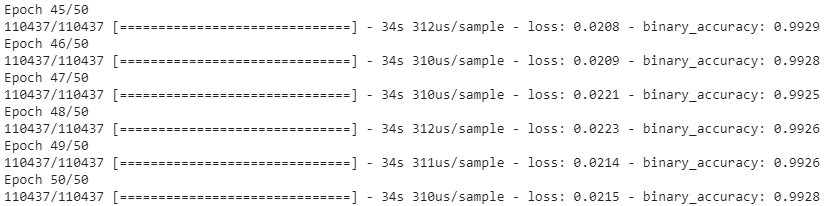 Epoch 45/50
110437/110437 [==============================] - 34s 312us/sample - loss: 0.0208 - binary_accuracy: 0.9929
Epoch 46/50
110437/110437 [==============================] - 34s 310us/sample - loss: 0.0209 - binary_accuracy: 0.9928
Epoch 47/50
110437/110437 [==============================] - 34s 310us/sample - loss: 0.0221 - binary_accuracy: 0.9925
Epoch 48/50
110437/110437 [==============================] - 34s 312us/sample - loss: 0.0223 - binary_accuracy: 0.9926
Epoch 49/50
110437/110437 [==============================] - 34s 311us/sample - loss: 0.0214 - binary_accuracy: 0.9926
Epoch 50/50
110437/110437 [==============================] - 34s 310us/sample - loss: 0.0215 - binary_accuracy: 0.9928